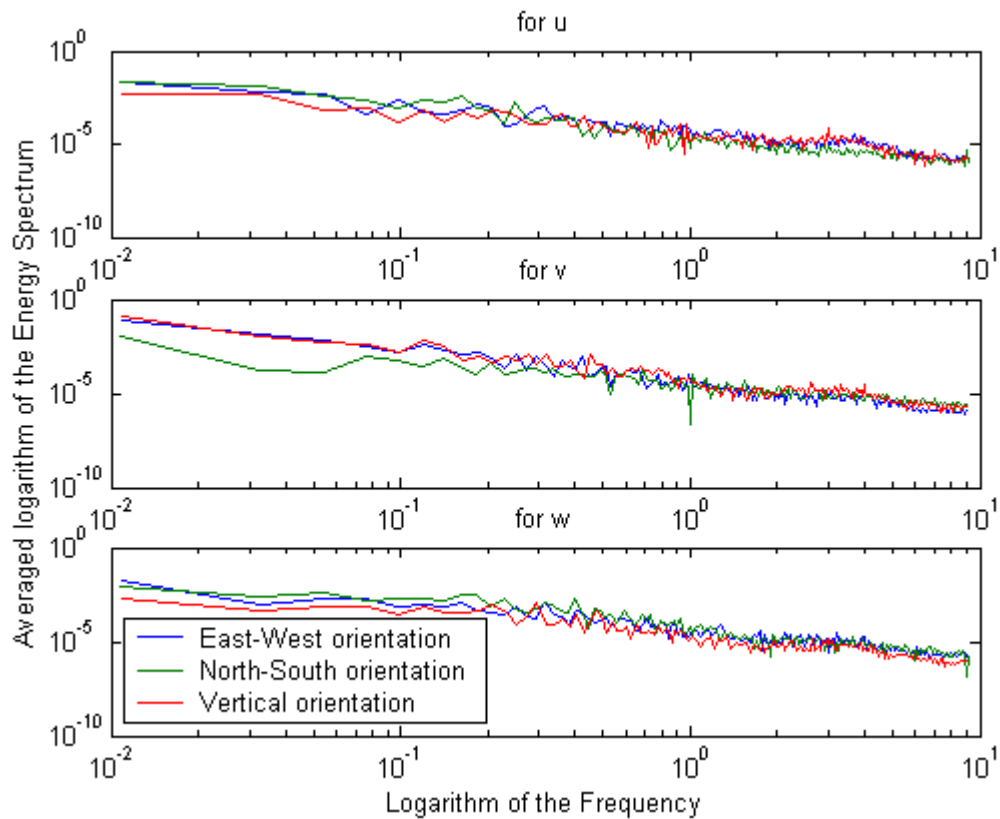 for u
10^0
10^-5
10^-10
10^-2 10^-1 10^0 10^1
for v
10^0
10^-5
10^-10
10^-2 10^-1 10^0 10^1
for w
10^0
10^-5
10^-10
10^-2 10^-1 10^0 10^1
East-West orientation
North-South orientation
Vertical orientation
Averaged logarithm of the Energy Spectrum
Logarithm of the Frequency